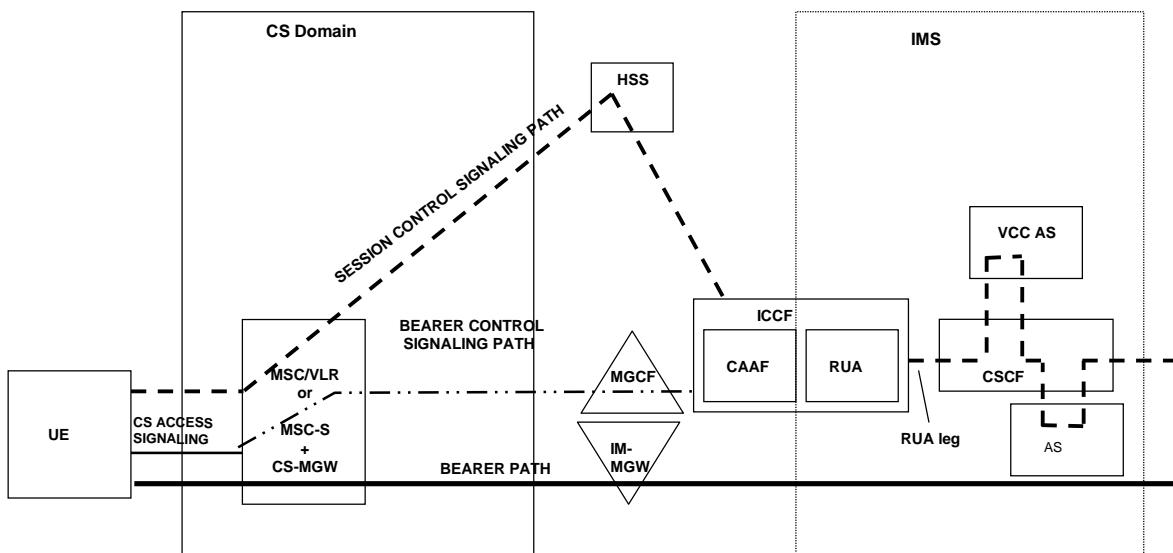 CS Domain
IMS
HSS
SESSION CONTROL SIGNALING PATH
VCC AS
ICCF
BEARER CONTROL
SIGNALING PATH
MSC/VLR
or
MSC-S
+
CS-MGW
MGCF
CAAF
RUA
CSCF
UE
CS ACCESS
SIGNALING
RUA leg
IM-
MGW
AS
BEARER PATH